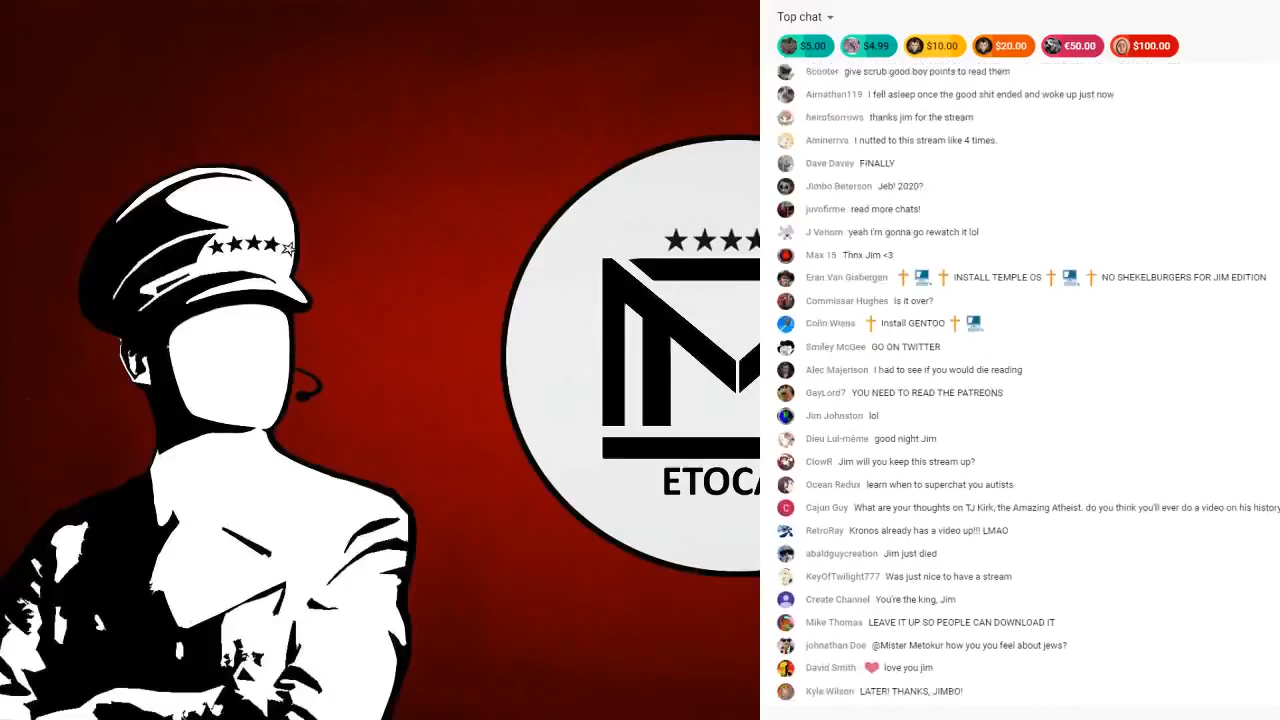 Top chat
$5.00 $4.99 $10.00 $20.00 €50.00 $100.00
Scooter give scrub good boy points to read them
Airnathan119 I fell asleep once the good shit ended and woke up just now
heirofsorrows thanks jim for the stream
Aminerrva I nutted to this stream like 4 times.
Dave Davey FINALLY
Jimbo Beterson Jeb! 2020?
juvofirme read more chats!
J Venom yeah I'm gonna go rewatch it lol
Max 15 Thnx Jim <3
Eran Van Gisbergen INSTALL TEMPLE OS NO SHEKELBURGERS FOR JIM EDITION
Commissar Hughes is it over?
Colin Wiens Install GENTOO
Smiley McGee GO ON TWITTER
Alec Majerison I had to see if you would die reading
GayLord7 YOU NEED TO READ THE PATREONS
Jim Johnston lol
Dieu Lui-même good night Jim
ClowR Jim will you keep this stream up?
Ocean Redux learn when to superchat you autists
C Cajun Guy What are your thoughts on TJ Kirk, the Amazing Atheist. do you think you'll ever do a video on his history
RetroRay Kronos already has a video up!!! LMAO
abaldguycreation Jim just died
KeyOfTwilight777 Was just nice to have a stream
Create Channel You're the king, Jim
Mike Thomas LEAVE IT UP SO PEOPLE CAN DOWNLOAD IT
johnathan Doe @Mister Metokur how you you feel about jews?
David Smith love you jim
Kyle Wilson LATER! THANKS, JIMBO!
M
ETOCA